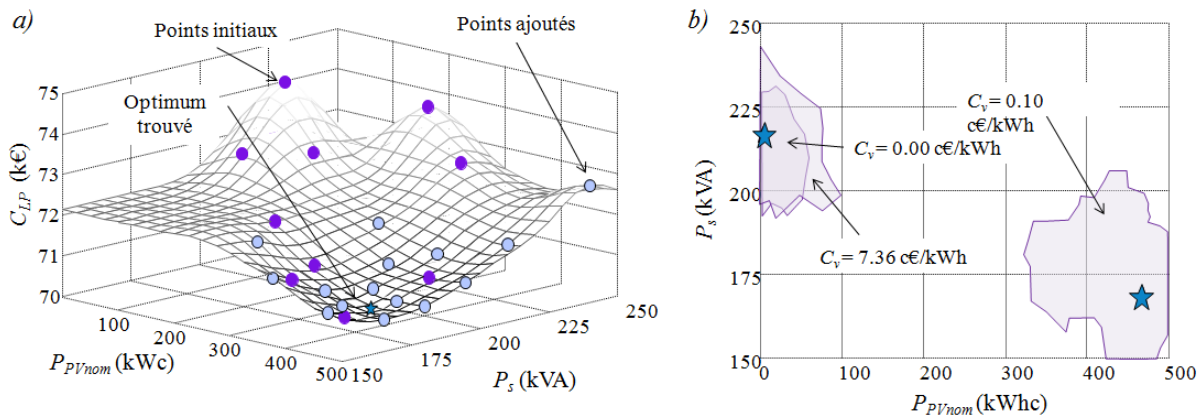 a)
Points initiaux
Points ajoutés
Optimum
trouvé
75
74
73
72
71
70
C_LP (k€)
100
200
300
400
500
P_PVnom (kWc)
150
175
200
225
250
P_s (kVA)
b)
250
225
200
175
150
P_s (kVA)
C_v = 0.10
c€/kWh
C_v = 0.00 c€/kWh
C_v = 7.36 c€/kWh
0
100
200
300
400
500
P_PVnom (kWhc)